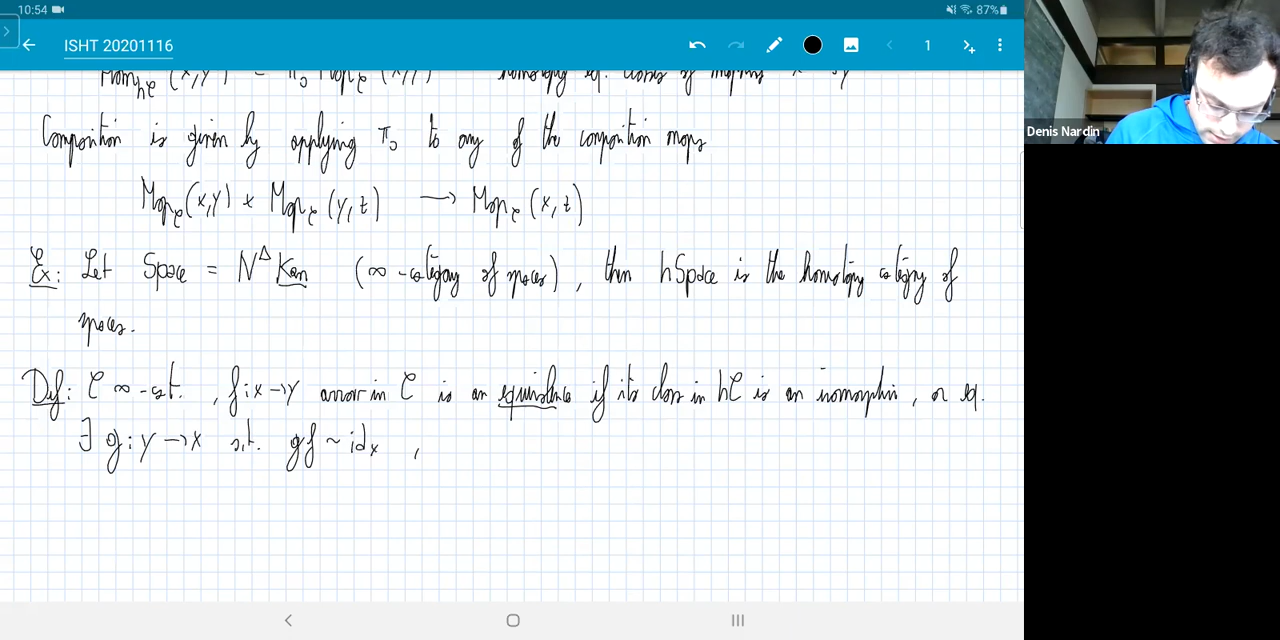 10:54 87%
ISHT 20201116
Composition is given by applying π₀ to any of the composition maps
Map_C(x,y) × Map_C(y,z) → Map_C(x,z)
Ex: Let Space = N^Δ Kan (∞-category of spaces), then hSpace is the homotopy category of
spaces.
Def: C ∞-cat. , f: x → y arrow in C is an equivalence if its class in hC is an isomorphism, or eq.
∃ g: y → x s.t. gf ~ id_x ,
1
Denis Nardin